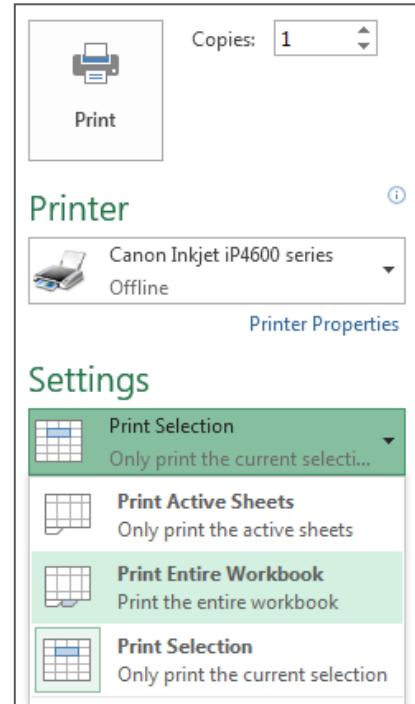 Copies: 1
Print
Printer
Canon Inkjet iP4600 series
Offline
Printer Properties
Settings
Print Selection
Only print the current selecti...
Print Active Sheets
Only print the active sheets
Print Entire Workbook
Print the entire workbook
Print Selection
Only print the current selection